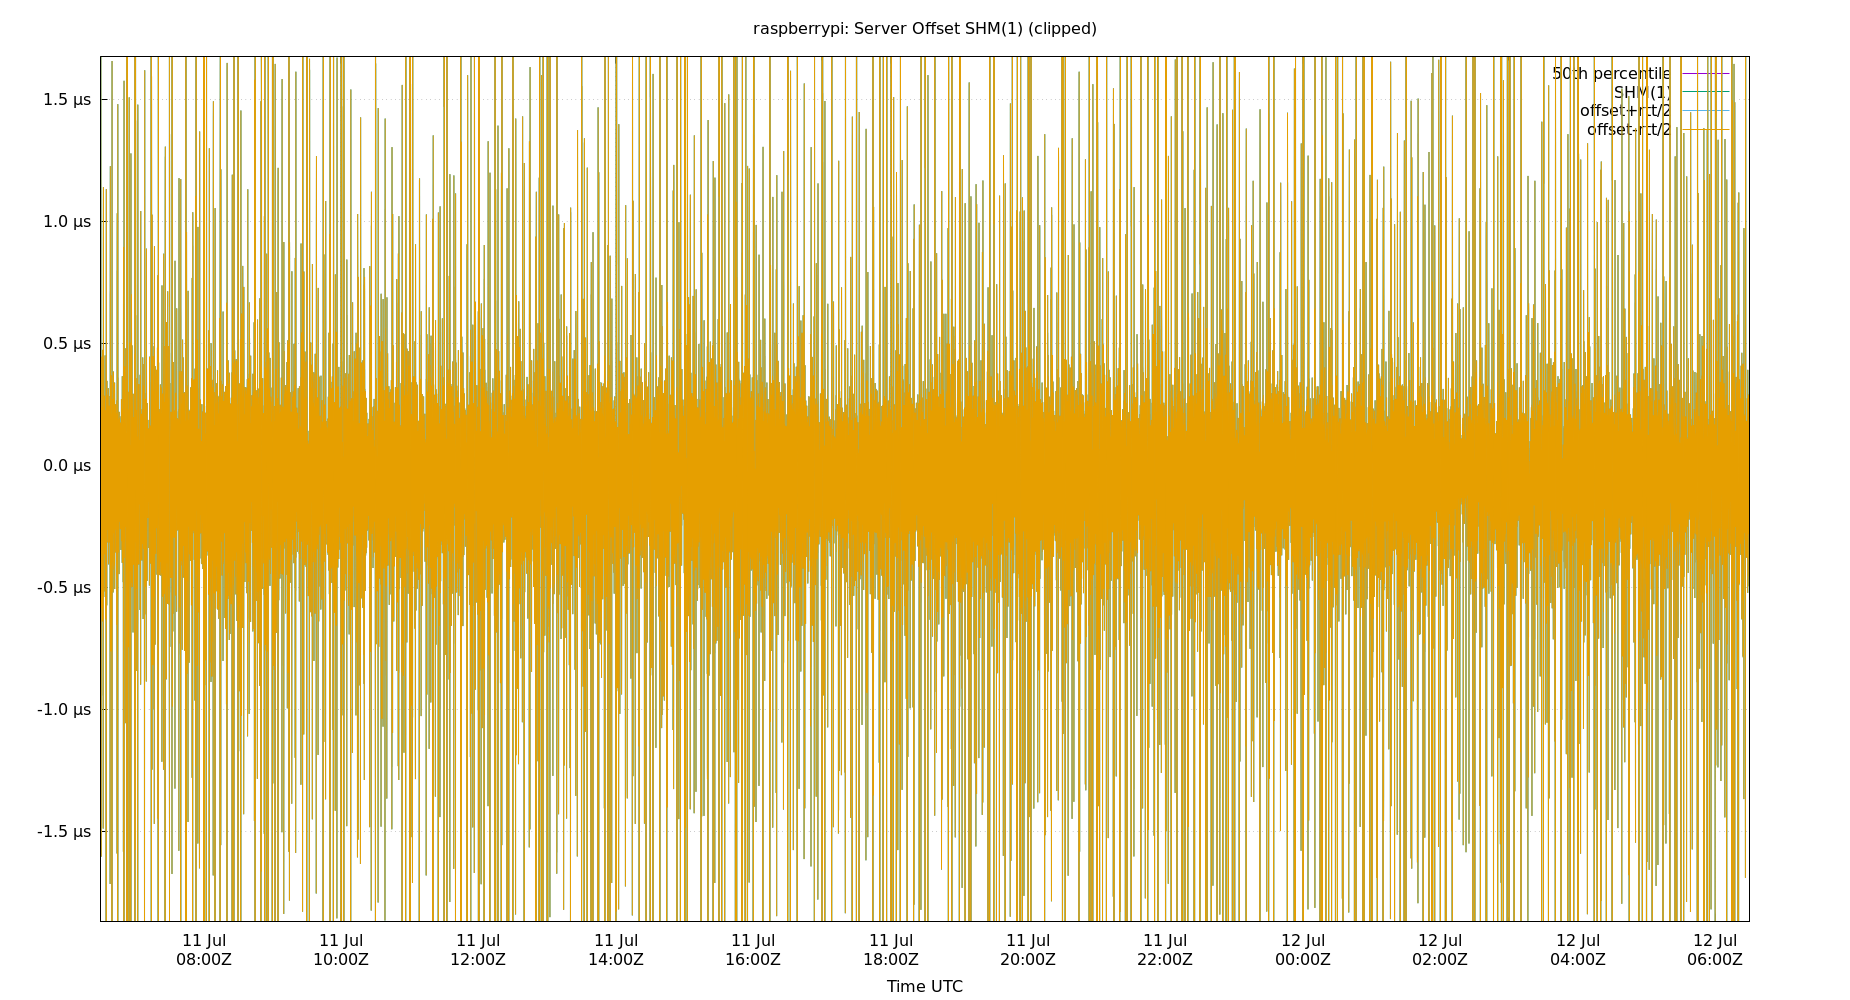 raspberrypi: Server Offset SHM(1) (clipped)
50th percentile
SHM(1)
offset+rtt/2
offset-rtt/2
1.5 µs
1.0 µs
0.5 µs
0.0 µs
-0.5 µs
-1.0 µs
-1.5 µs
11 Jul 11 Jul 11 Jul 11 Jul 11 Jul 11 Jul 11 Jul 11 Jul 12 Jul 12 Jul 12 Jul 12 Jul
08:00Z 10:00Z 12:00Z 14:00Z 16:00Z 18:00Z 20:00Z 22:00Z 00:00Z 02:00Z 04:00Z 06:00Z
Time UTC